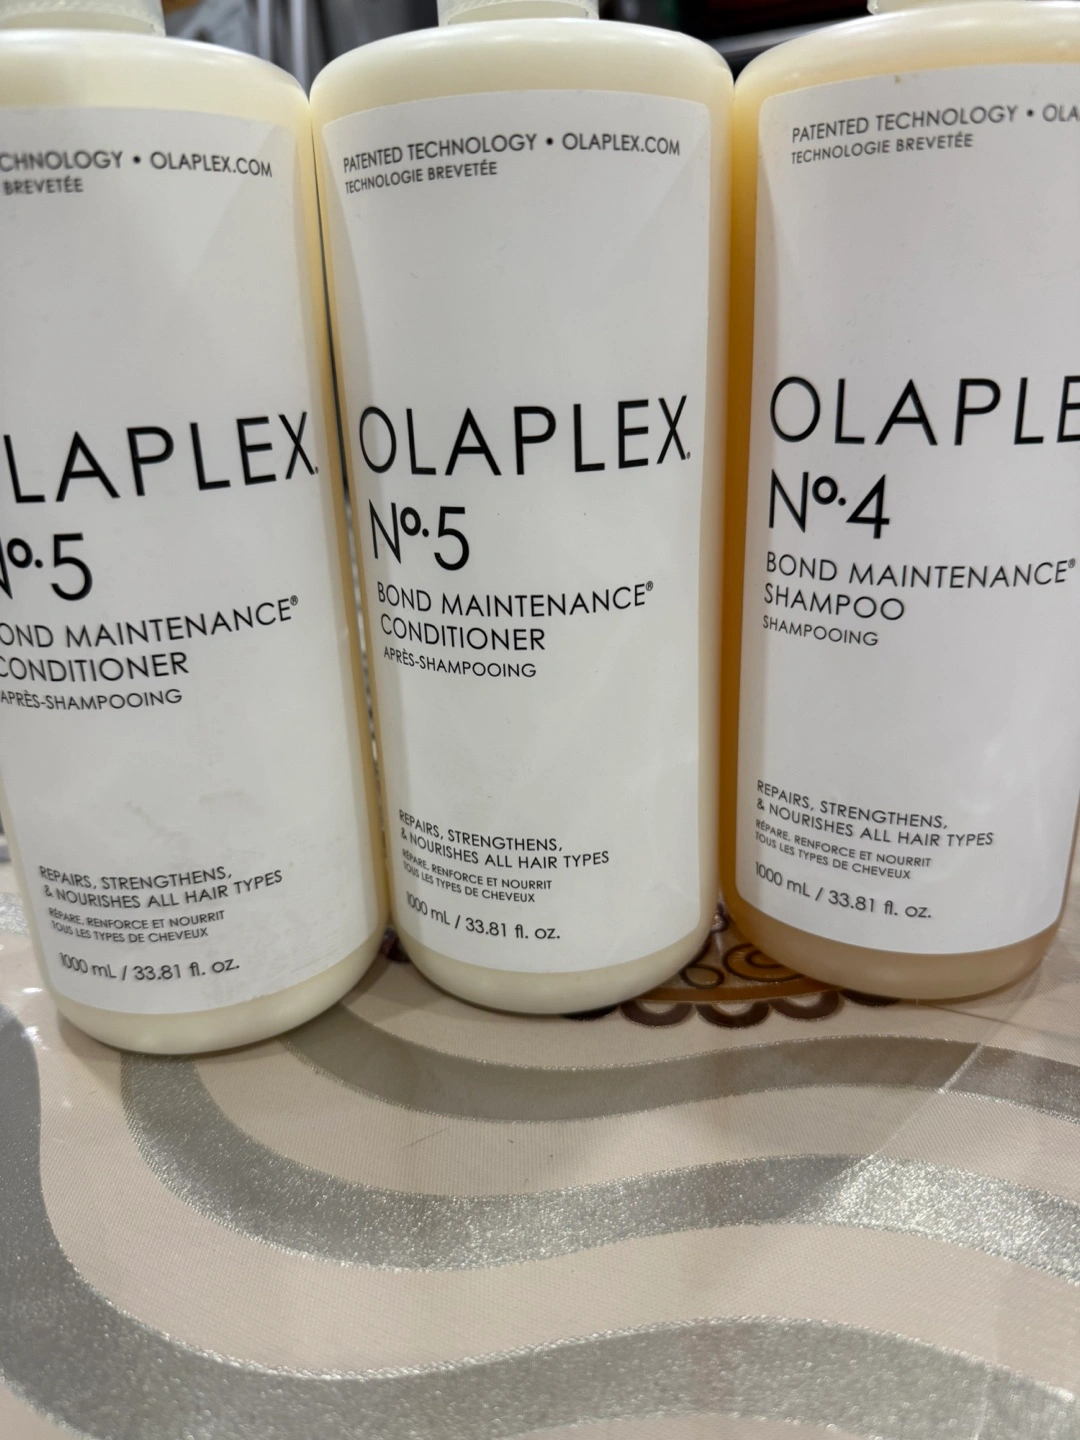 CHNOLOGY • OLAPLEX.COM
BREVETÉE
LAPLEX.
Nº.5
OND MAINTENANCE®
CONDITIONER
APRÈS-SHAMPOOING
REPAIRS, STRENGTHENS,
& NOURISHES ALL HAIR TYPES
RÉPARE, RENFORCE ET NOURRIT
TOUS LES TYPES DE CHEVEUX
1000 mL / 33.81 fl. oz.
PATENTED TECHNOLOGY • OLAPLEX.COM
TECHNOLOGIE BREVETÉE
OLAPLEX.
Nº.5
BOND MAINTENANCE®
CONDITIONER
APRÈS-SHAMPOOING
REPAIRS, STRENGTHENS,
& NOURISHES ALL HAIR TYPES
RÉPARE, RENFORCE ET NOURRIT
TOUS LES TYPES DE CHEVEUX
1000 mL / 33.81 fl. oz.
PATENTED TECHNOLOGY • OLA
TECHNOLOGIE BREVETÉE
OLAPLE
Nº.4
BOND MAINTENANCE®
SHAMPOO
SHAMPOOING
REPAIRS, STRENGTHENS,
& NOURISHES ALL HAIR TYPES
RÉPARE, RENFORCE ET NOURRIT
TOUS LES TYPES DE CHEVEUX
1000 mL / 33.81 fl. oz.